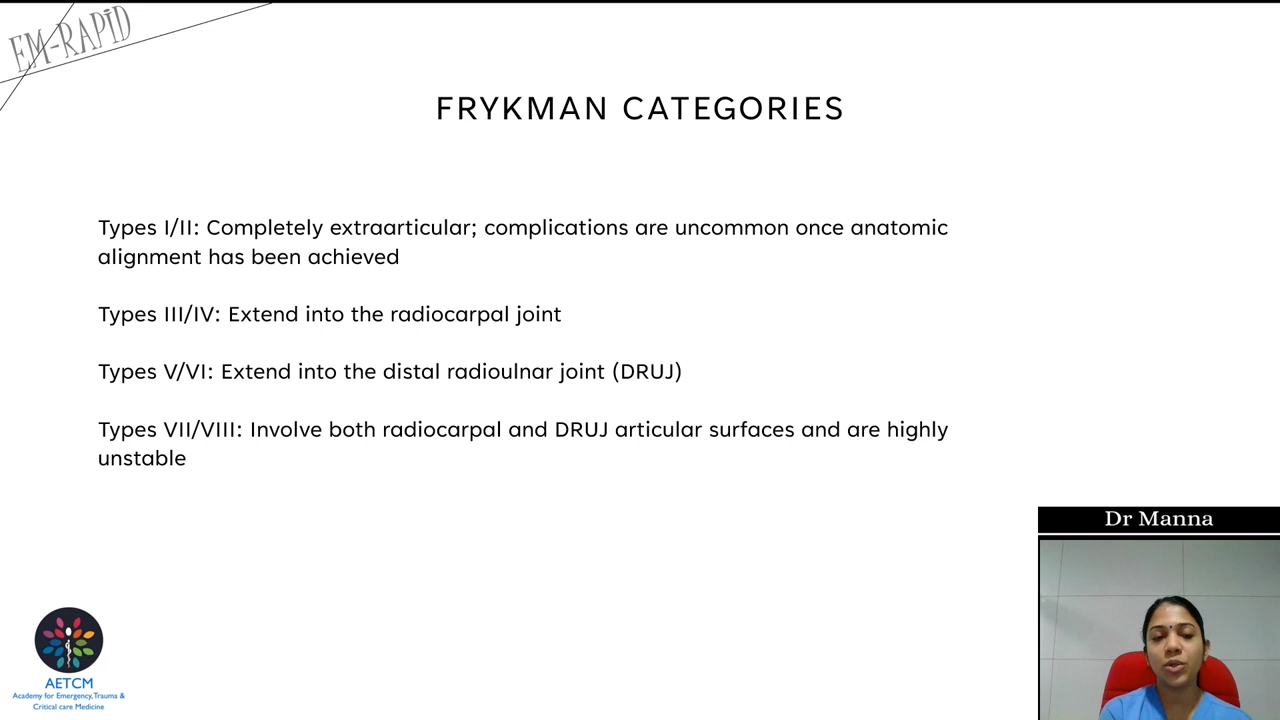 EM-RAPiD
FRYKMAN CATEGORIES
Types I/II: Completely extraarticular; complications are uncommon once anatomic
alignment has been achieved
Types III/IV: Extend into the radiocarpal joint
Types V/VI: Extend into the distal radioulnar joint (DRUJ)
Types VII/VIII: Involve both radiocarpal and DRUJ articular surfaces and are highly
unstable
Dr Manna
AETCM
Academy for Emergency,Trauma &
Critical care Medicine